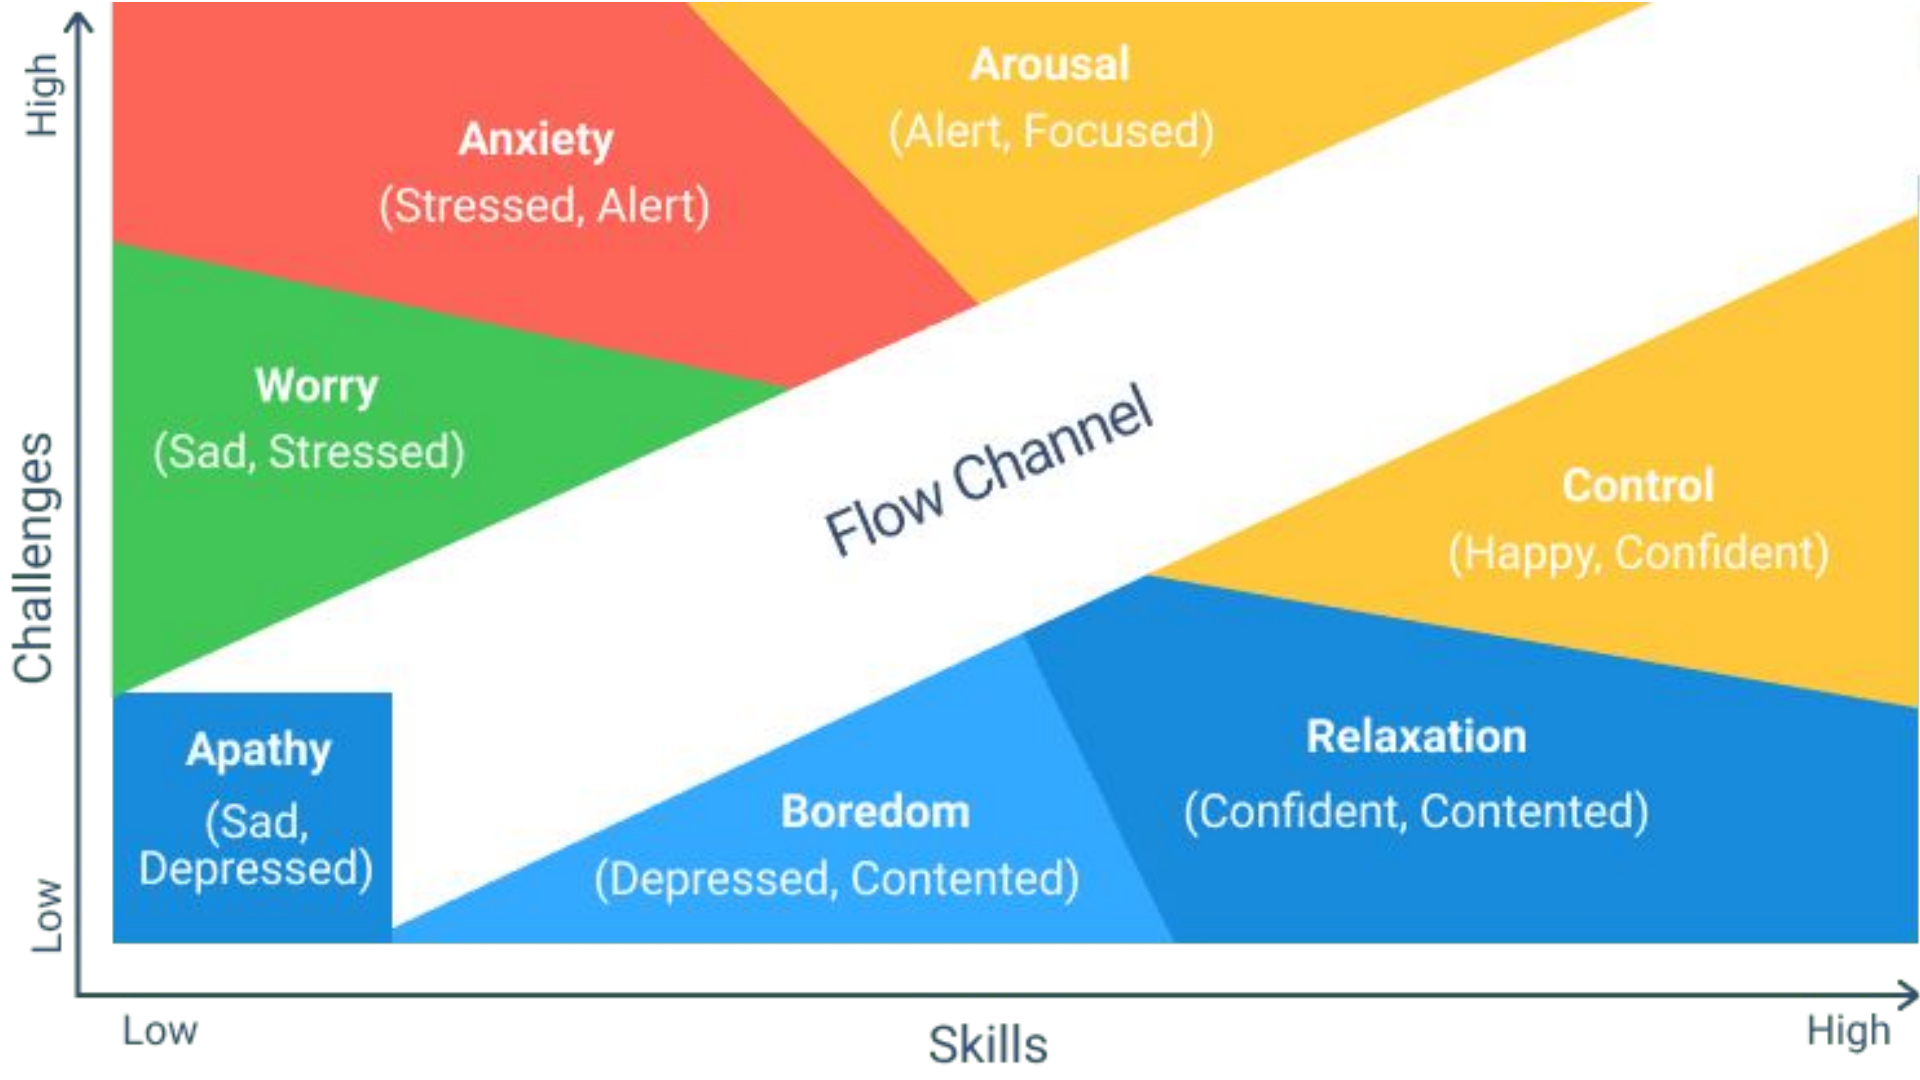 High
Arousal
(Alert, Focused)
Anxiety
(Stressed, Alert)
Worry
(Sad, Stressed)
Flow Channel
Control
(Happy, Confident)
Challenges
Apathy
(Sad,
Depressed)
Boredom
(Depressed, Contented)
Relaxation
(Confident, Contented)
Low
Low
Skills
High